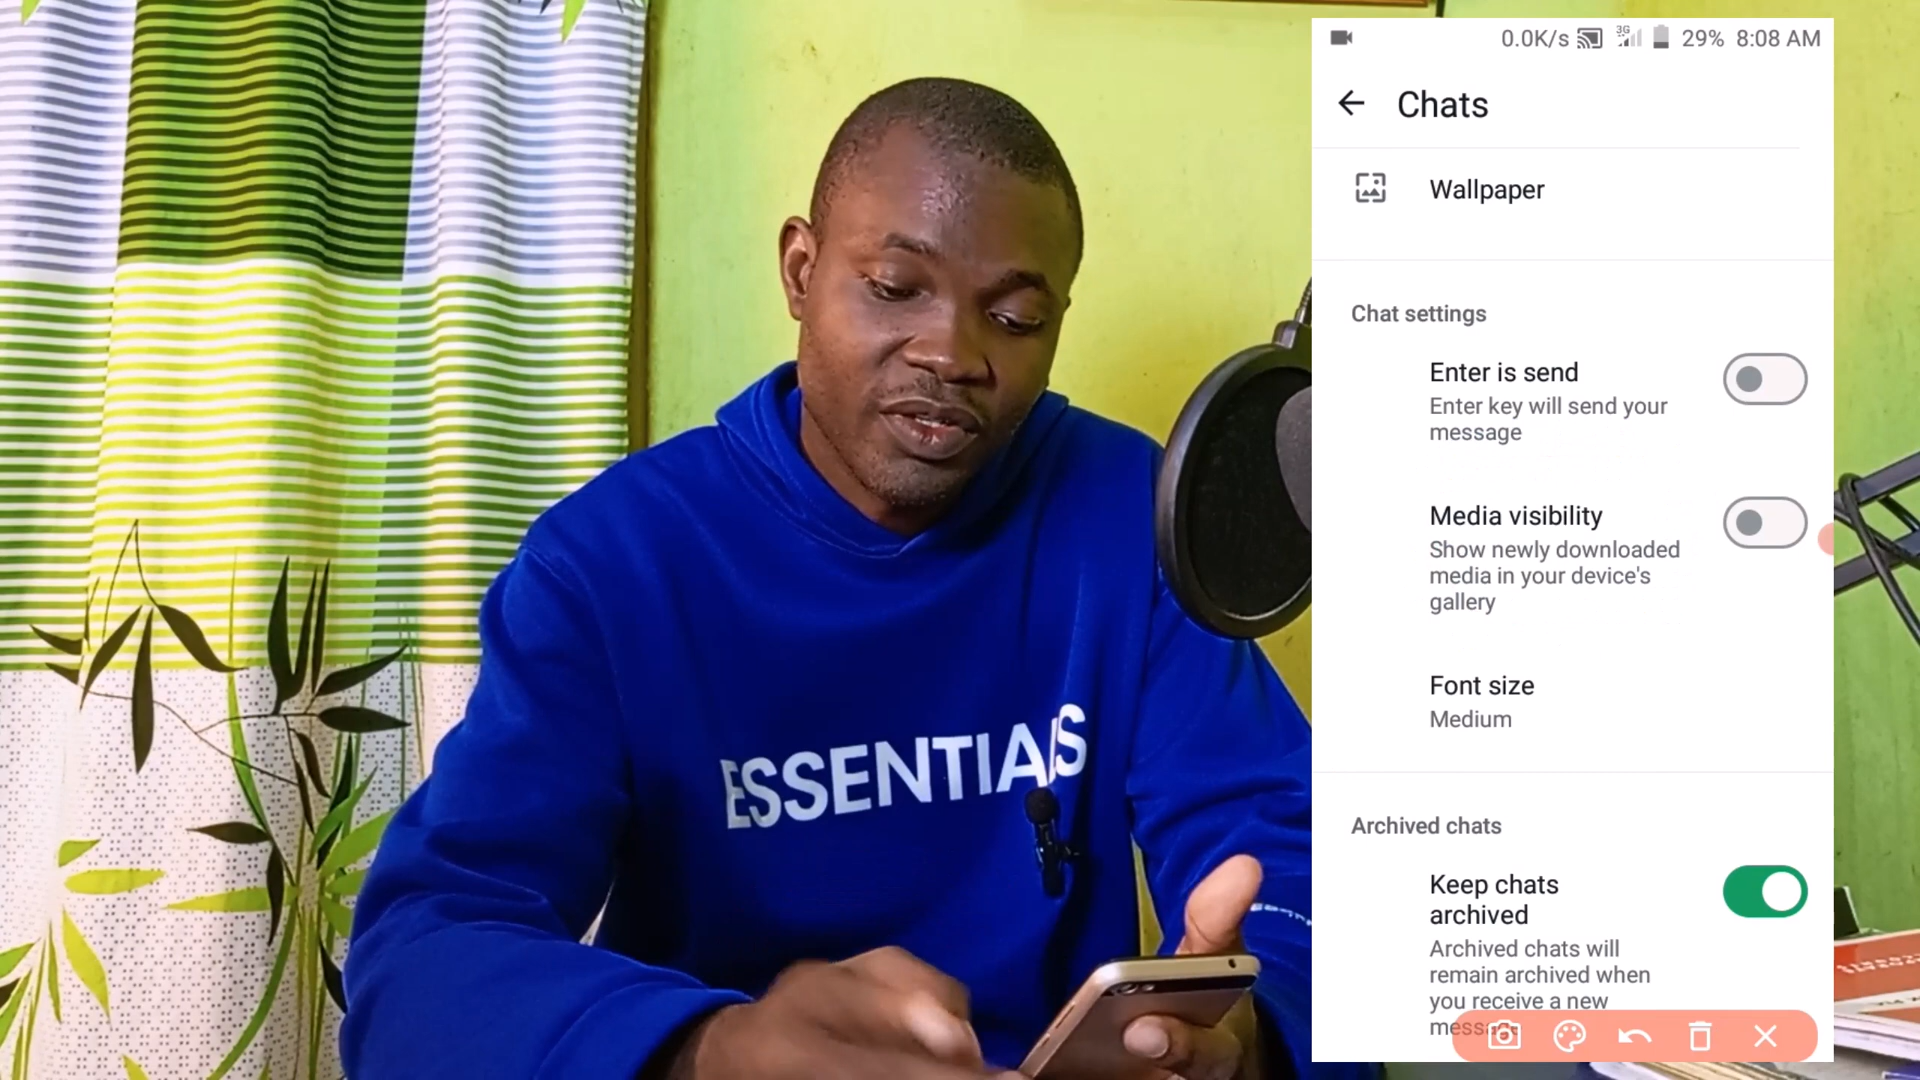 0.0K/s 3G 29% 8:08 AM
Chats
Wallpaper
Chat settings
Enter is send
Enter key will send your
message
Media visibility
Show newly downloaded
media in your device's
gallery
Font size
Medium
Archived chats
Keep chats
archived
Archived chats will
remain archived when
you receive a new
message
ESSENTIALS